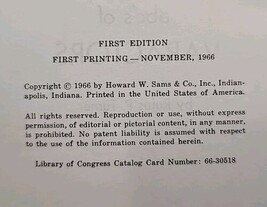 FIRST EDITION
FIRST PRINTING — NOVEMBER, 1966
Copyright © 1966 by Howard W. Sams & Co., Inc., Indian-
apolis, Indiana. Printed in the United States of America.
All rights reserved. Reproduction or use, without express
permission, of editorial or pictorial content, in any manner,
is prohibited. No patent liability is assumed with respect
to the use of the information contained herein.
Library of Congress Catalog Card Number: 66-30518